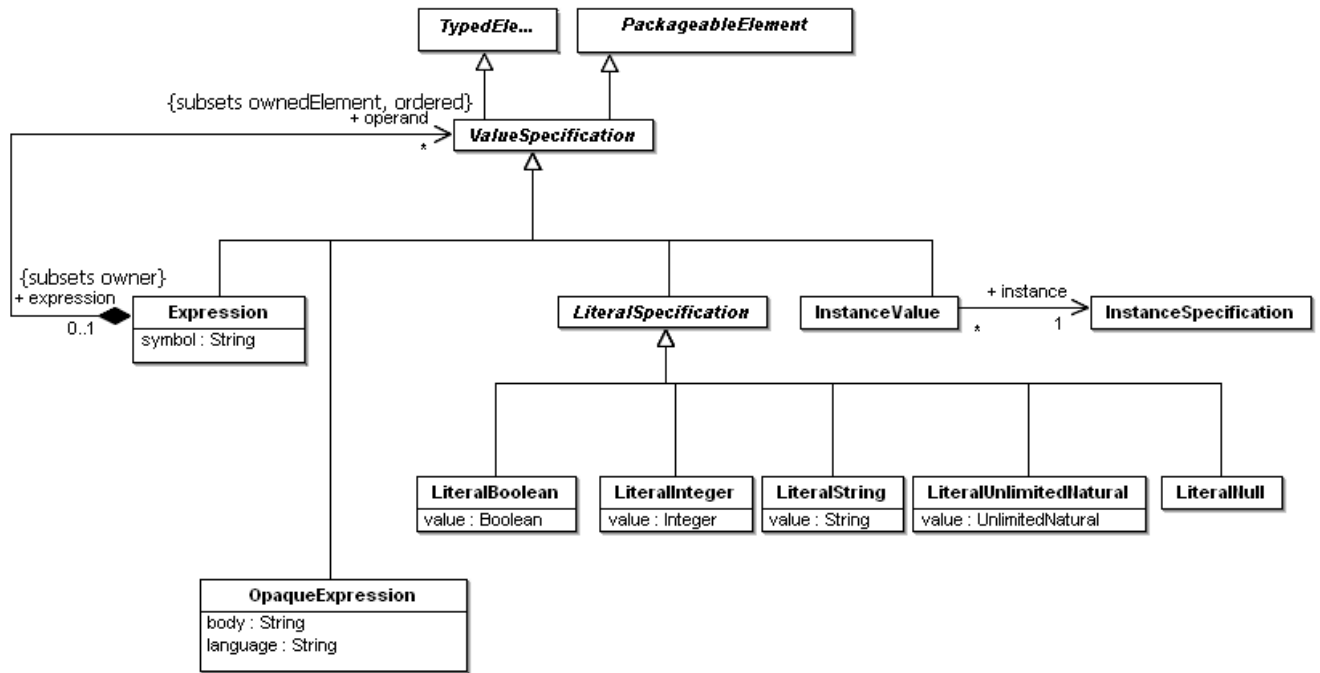 TypedEle...
PackageableElement
{subsets ownedElement, ordered}
+ operand
*
ValueSpecification
{subsets owner}
+ expression
0..1
Expression
symbol : String
LiteralSpecification
InstanceValue
+ instance
*
1
InstanceSpecification
LiteralBoolean
value : Boolean
LiteralInteger
value : Integer
LiteralString
value : String
LiteralUnlimitedNatural
value : UnlimitedNatural
LiteralNull
OpaqueExpression
body : String
language : String